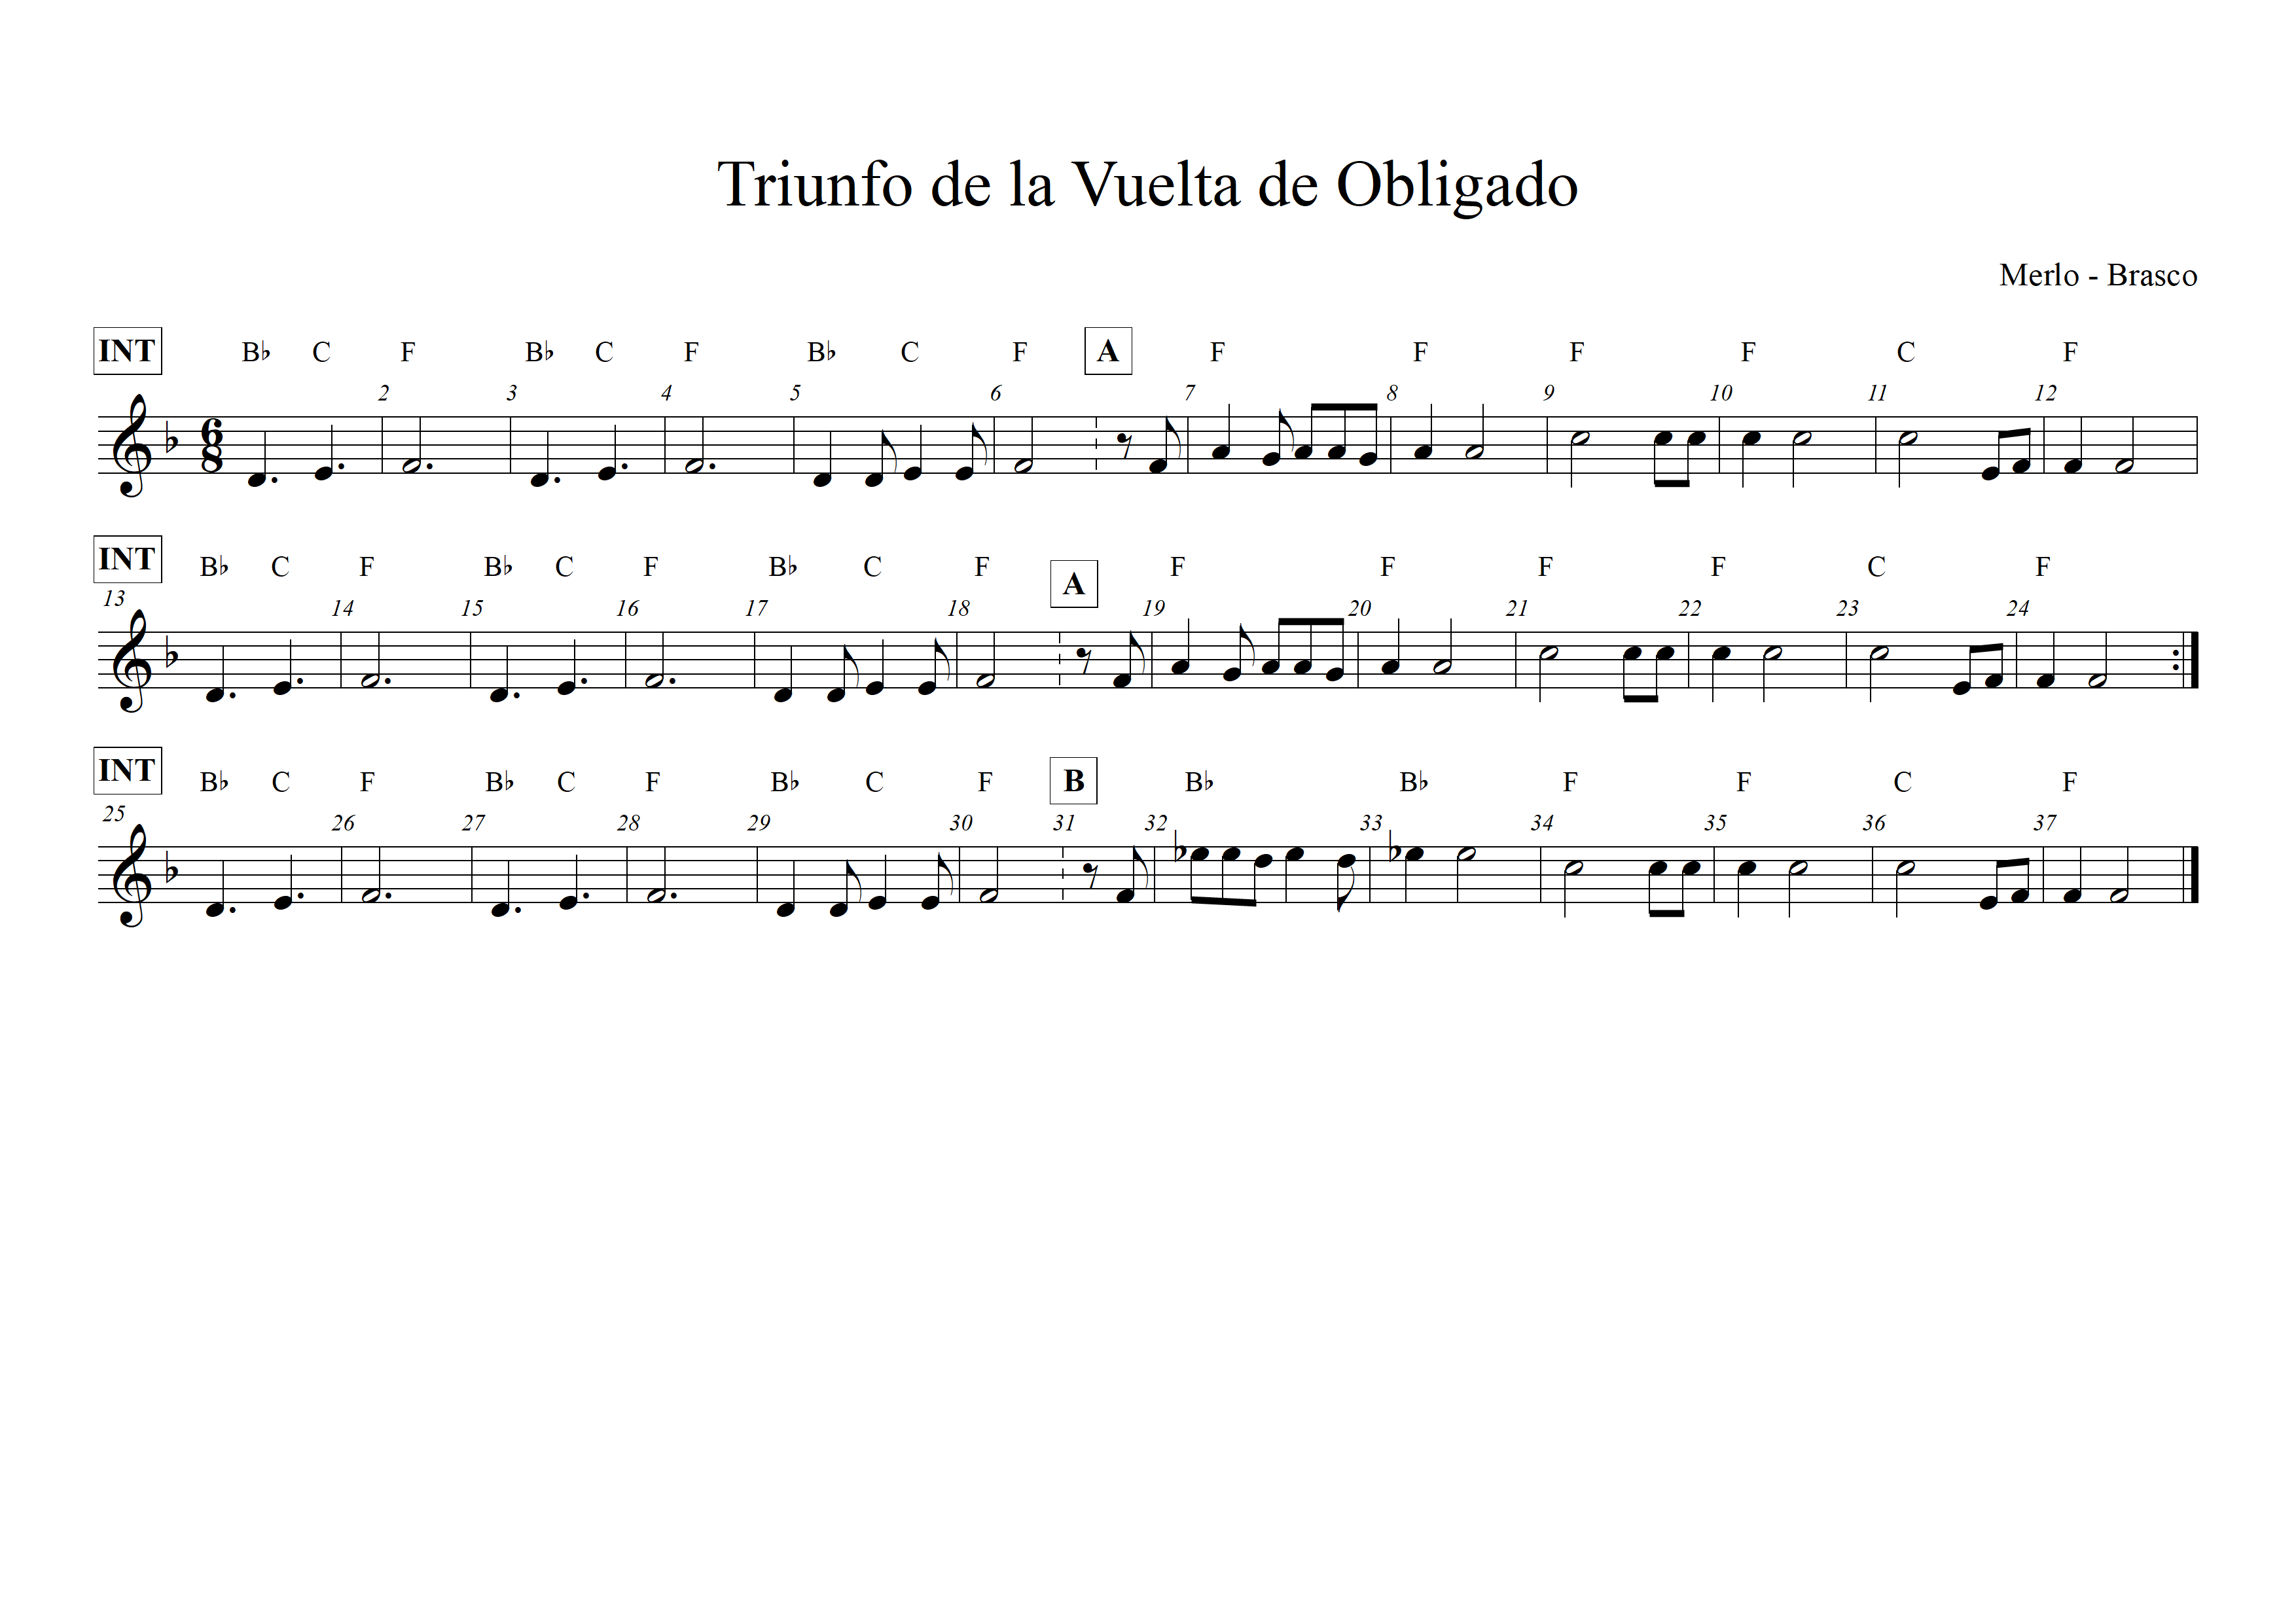 Triunfo de la Vuelta de Obligado
Merlo - Brasco
INT B♭ C F B♭ C F B♭ C F A F F F F C F
2 3 4 5 6 7 8 9 10 11 12
6
8
INT B♭ C F B♭ C F B♭ C F A F F F F C F
13 14 15 16 17 18 19 20 21 22 23 24
INT B♭ C F B♭ C F B♭ C F B B♭ B♭ F F C F
25 26 27 28 29 30 31 32 33 34 35 36 37